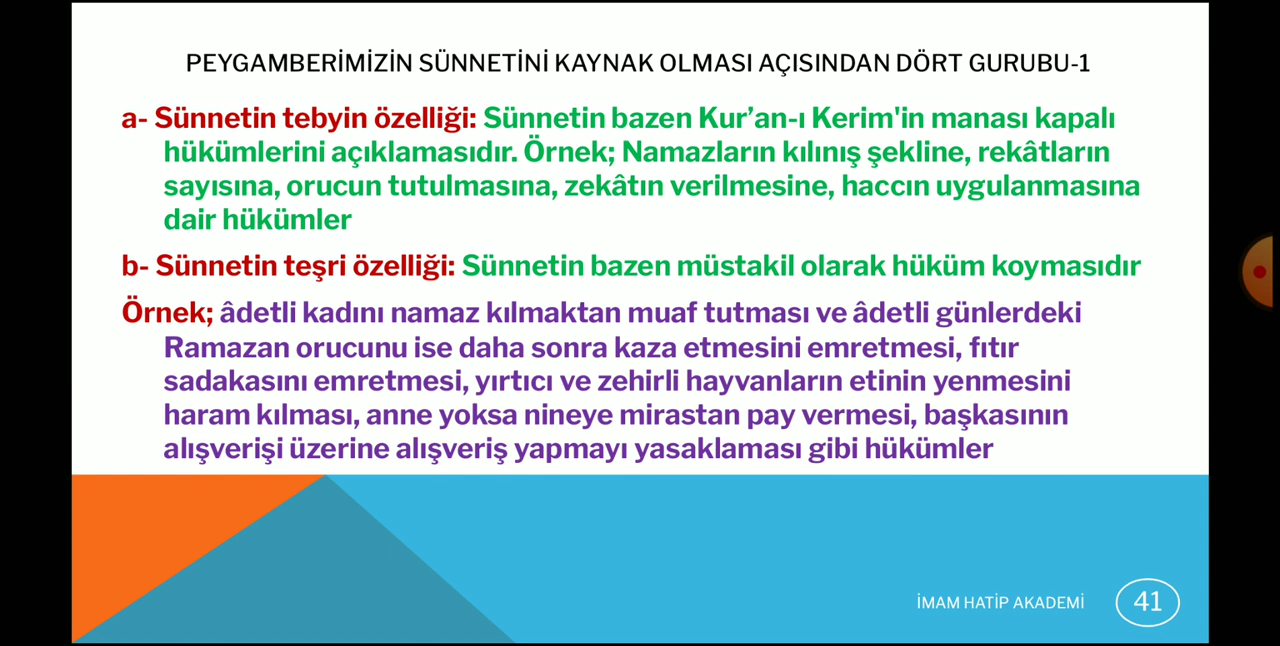 PEYGAMBERİMİZİN SÜNNETİNİ KAYNAK OLMASI AÇISINDAN DÖRT GURUBU-1
a- Sünnetin tebyin özelliği: Sünnetin bazen Kur’an-ı Kerim'in manası kapalı
hükümlerini açıklamasıdır. Örnek; Namazların kılınış şekline, rekâtların
sayısına, orucun tutulmasına, zekâtın verilmesine, haccın uygulanmasına
dair hükümler
b- Sünnetin teşri özelliği: Sünnetin bazen müstakil olarak hüküm koymasıdır
Örnek; âdetli kadını namaz kılmaktan muaf tutması ve âdetli günlerdeki
Ramazan orucunu ise daha sonra kaza etmesini emretmesi, fıtır
sadakasını emretmesi, yırtıcı ve zehirli hayvanların etinin yenmesini
haram kılması, anne yoksa nineye mirastan pay vermesi, başkasının
alışverişi üzerine alışveriş yapmayı yasaklaması gibi hükümler
İMAM HATİP AKADEMİ
41